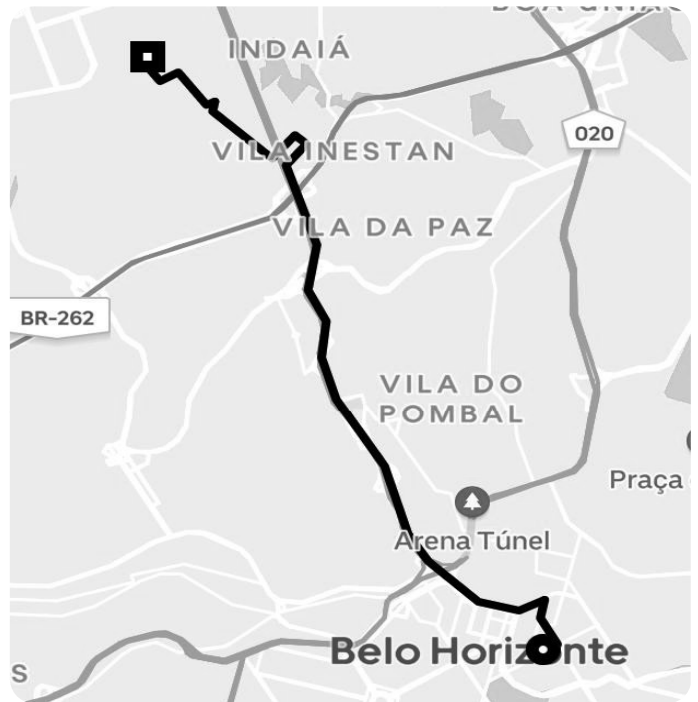 INDAIÁ
020
VILA INESTAN
VILA DA PAZ
BR-262
VILA DO
POMBAL
Praça
Arena Túnel
Belo Horizonte
S